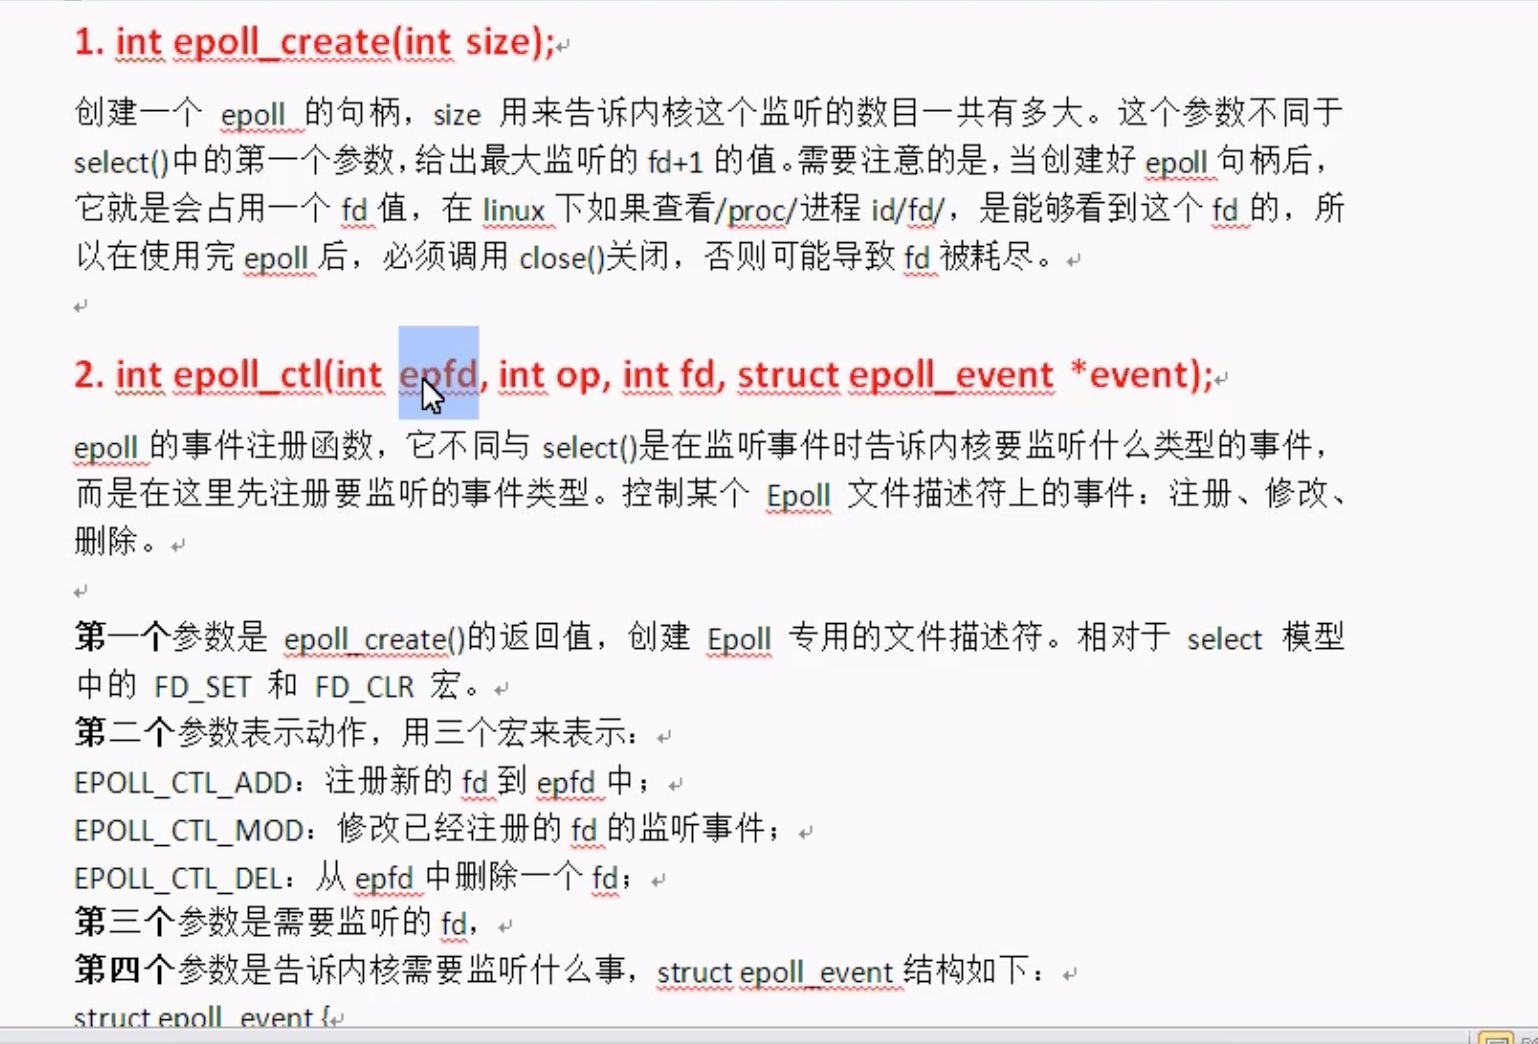 1. int epoll_create(int size);
创建一个 epoll 的句柄，size 用来告诉内核这个监听的数目一共有多大。这个参数不同于
select()中的第一个参数，给出最大监听的 fd+1 的值。需要注意的是，当创建好 epoll 句柄后，
它就是会占用一个 fd 值，在 linux 下如果查看/proc/进程 id/fd/，是能够看到这个 fd 的，所
以在使用完 epoll 后，必须调用 close()关闭，否则可能导致 fd 被耗尽。
2. int epoll_ctl(int epfd, int op, int fd, struct epoll_event *event);
epoll 的事件注册函数，它不同与 select()是在监听事件时告诉内核要监听什么类型的事件，
而是在这里先注册要监听的事件类型。控制某个 Epoll 文件描述符上的事件：注册、修改、
删除。
第一个参数是 epoll_create()的返回值，创建 Epoll 专用的文件描述符。相对于 select 模型
中的 FD_SET 和 FD_CLR 宏。
第二个参数表示动作，用三个宏来表示：
EPOLL_CTL_ADD：注册新的 fd 到 epfd 中；
EPOLL_CTL_MOD：修改已经注册的 fd 的监听事件；
EPOLL_CTL_DEL：从 epfd 中删除一个 fd；
第三个参数是需要监听的 fd，
第四个参数是告诉内核需要监听什么事，struct epoll_event 结构如下：
struct epoll_event {